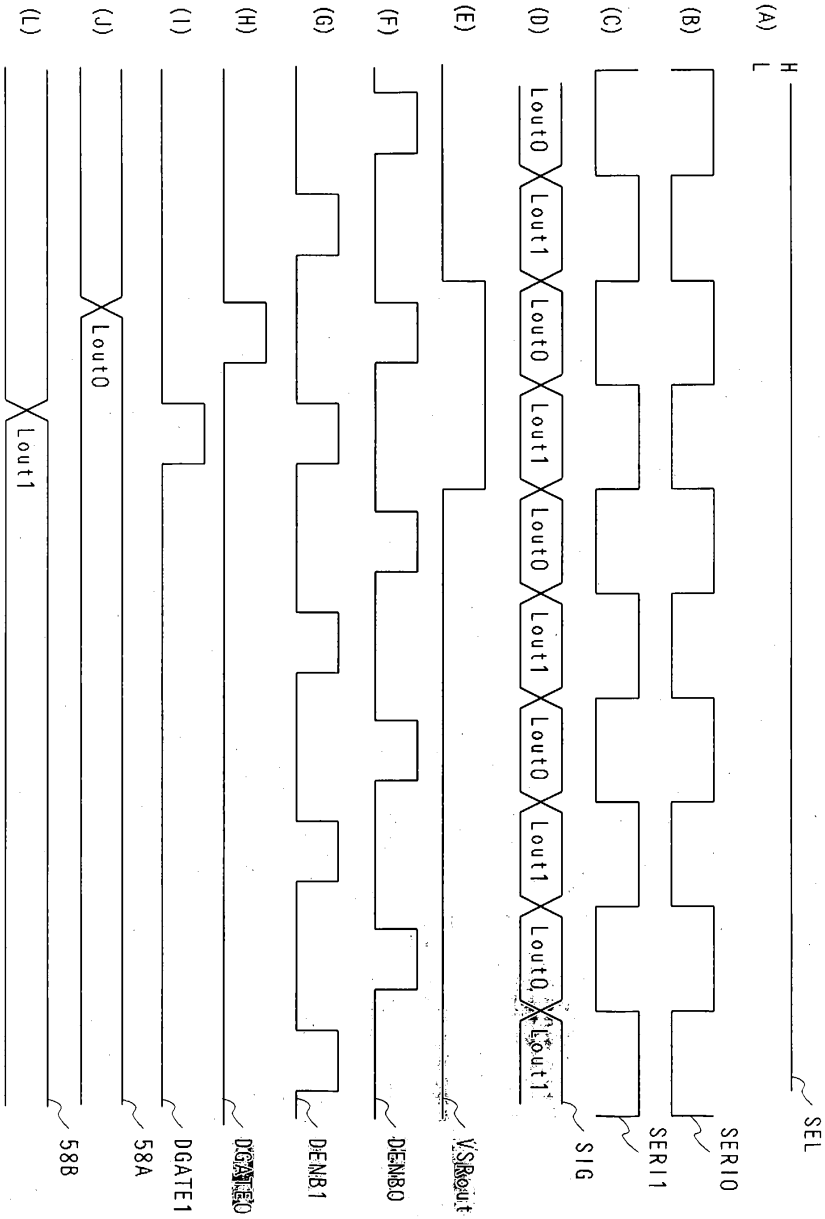 (A) H SEL
L
(B) SERI0
(C) SERI1
(D) Lout0 Lout1 Lout0 Lout1 Lout0 Lout1 Lout0 Lout1 Lout0 Lout1 SIG
(E) VSRout
(F) DENB0
(G) DENB1
(H) DGATE0
(I) DGATE1
(J) Lout0 58A
(L) Lout1 58B